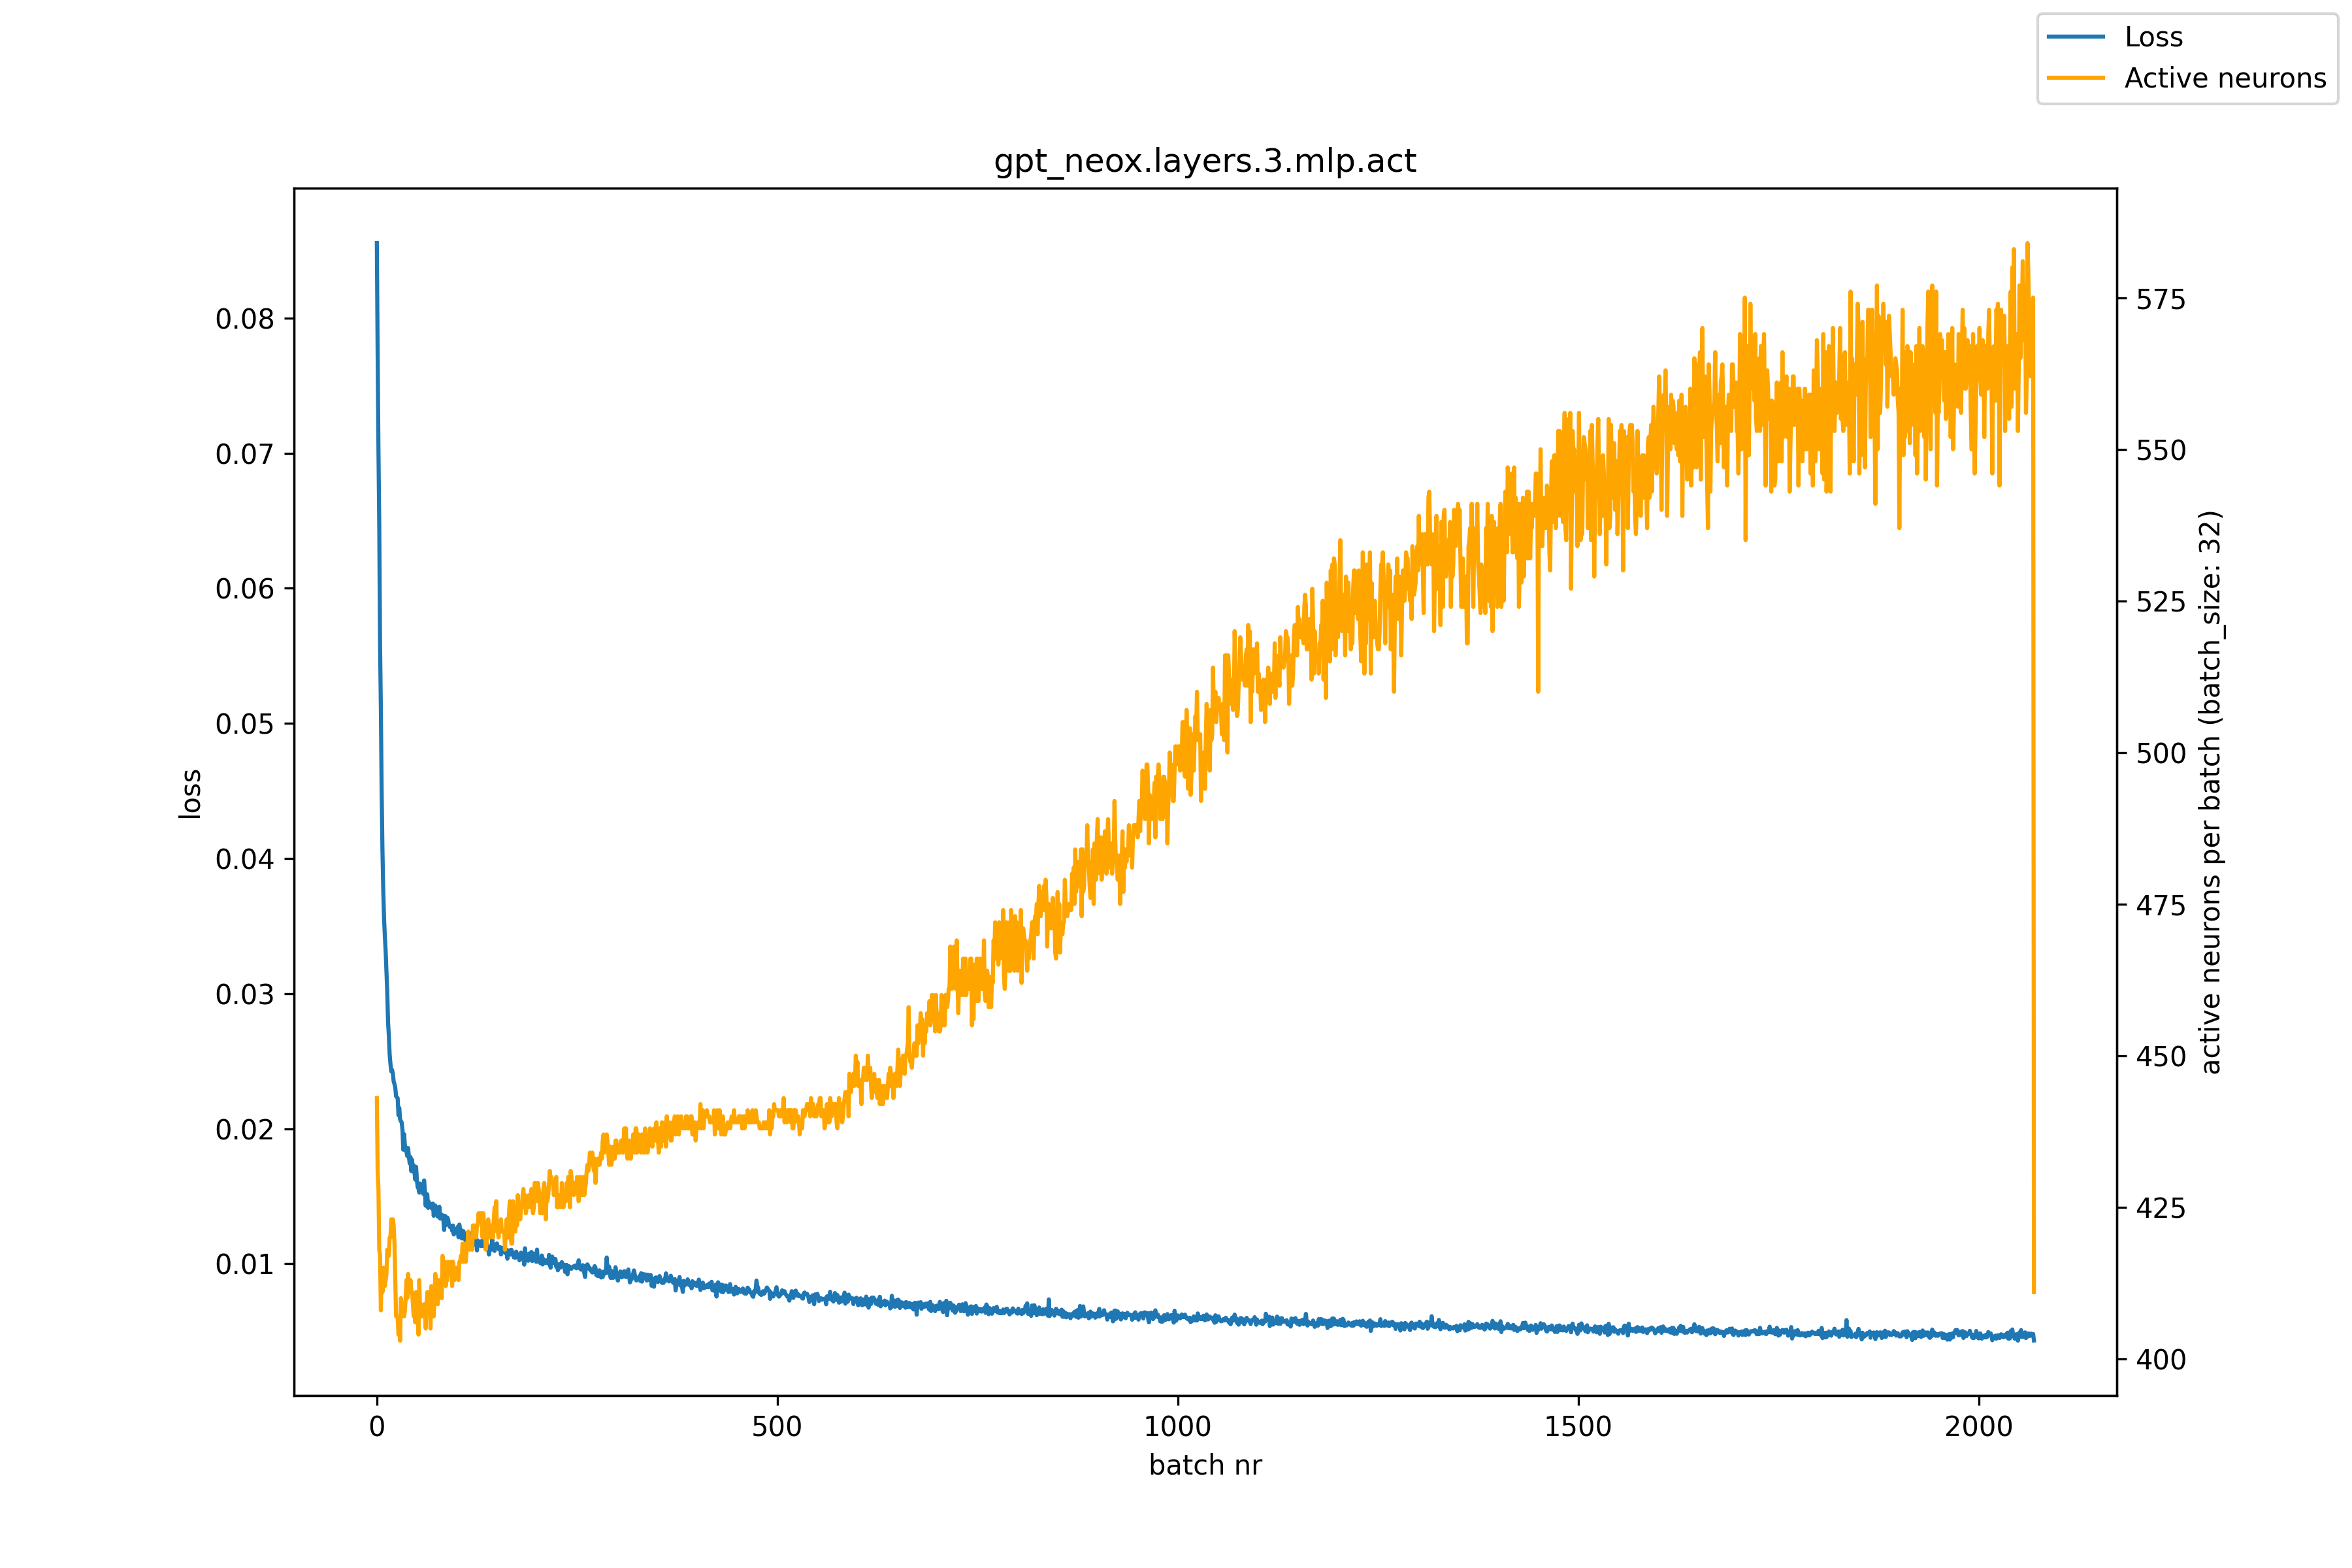 Loss
Active neurons
gpt_neox.layers.3.mlp.act
0.08
0.07
0.06
0.05
0.04
0.03
0.02
0.01
loss
575
550
525
500
475
450
425
400
active neurons per batch (batch_size: 32)
0 500 1000 1500 2000
batch nr